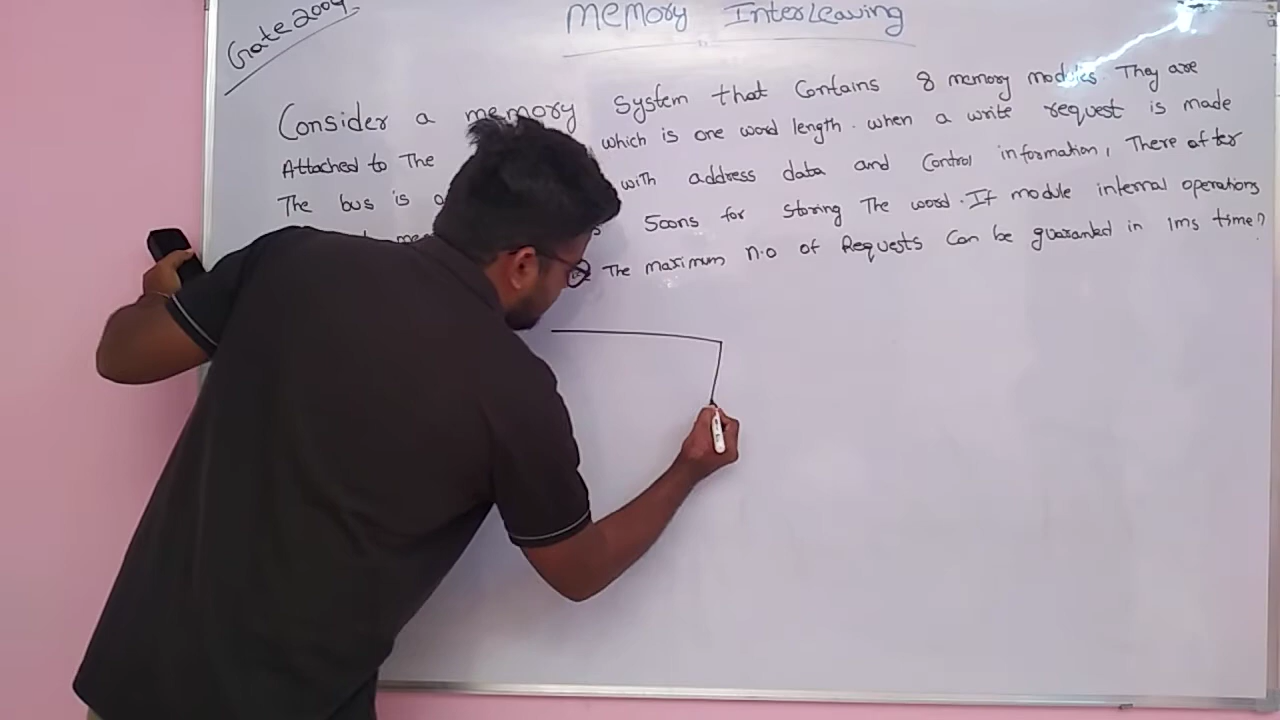 Gate 2009
Memory Interleaving
Consider a memory System that Contains 8 memory modules They are
Attached to The which is one word length. when a write request is made
The bus is with address data and Control information, There after
500ns for storing The word. If module internal operations
The maximum n.o of Requests Can be guaranted in 1ms time?